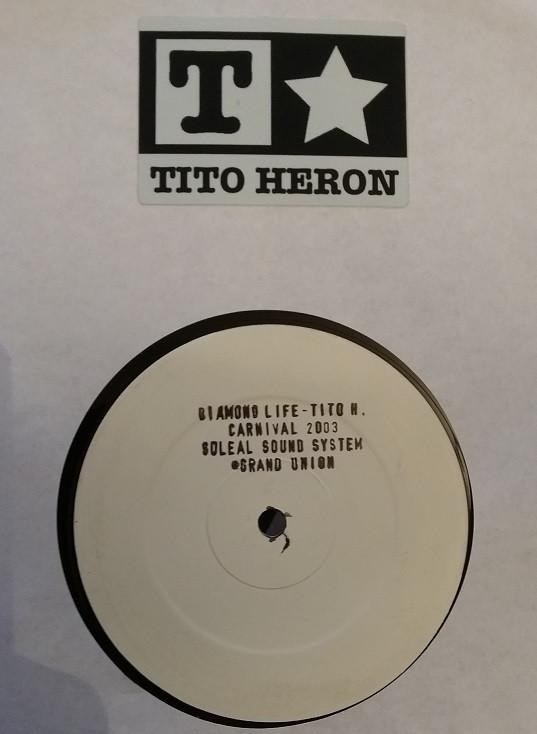 T
TITO HERON
DIAMOND LIFE-TITO H.
CARNIVAL 2003
SOLEAL SOUND SYSTEM
@GRAND UNION